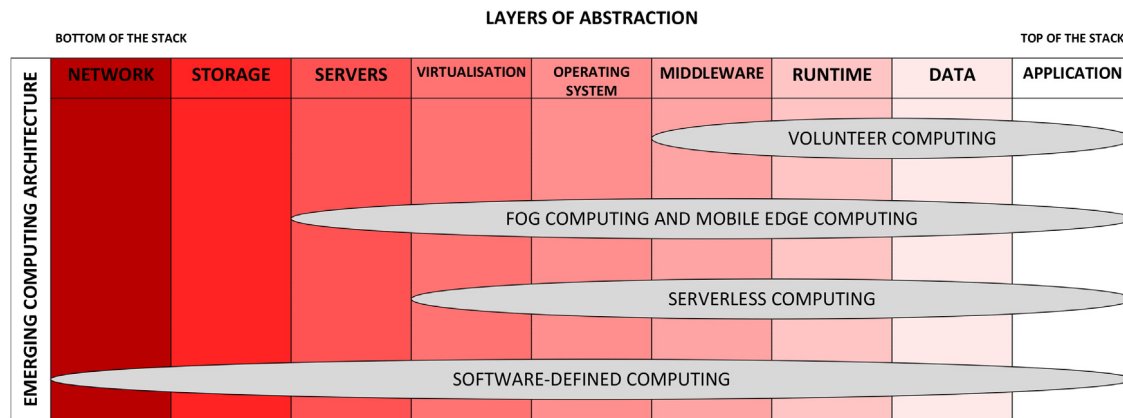 LAYERS OF ABSTRACTION
BOTTOM OF THE STACK
TOP OF THE STACK
EMERGING COMPUTING ARCHITECTURE
NETWORK
STORAGE
SERVERS
VIRTUALISATION
OPERATING
SYSTEM
MIDDLEWARE
RUNTIME
DATA
APPLICATION
VOLUNTEER COMPUTING
FOG COMPUTING AND MOBILE EDGE COMPUTING
SERVERLESS COMPUTING
SOFTWARE-DEFINED COMPUTING